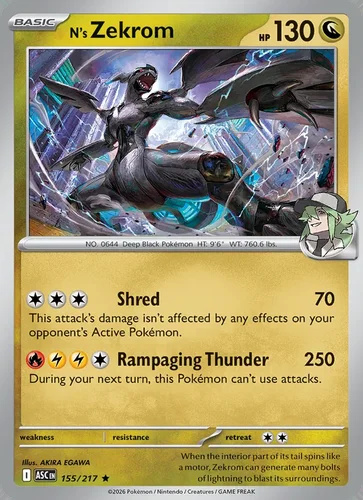 BASIC
N's Zekrom
HP 130
NO. 0644 Deep Black Pokémon HT: 9'6" WT: 760.6 lbs.
Shred 70
This attack's damage isn't affected by any effects on your
opponent's Active Pokémon.
Rampaging Thunder 250
During your next turn, this Pokémon can't use attacks.
weakness resistance retreat
Illus. AKIRA EGAWA
I ASC EN 155/217 ★
When the interior part of its tail spins like
a motor, Zekrom can generate many bolts
of lightning to blast its surroundings.
©2026 Pokémon / Nintendo / Creatures / GAME FREAK